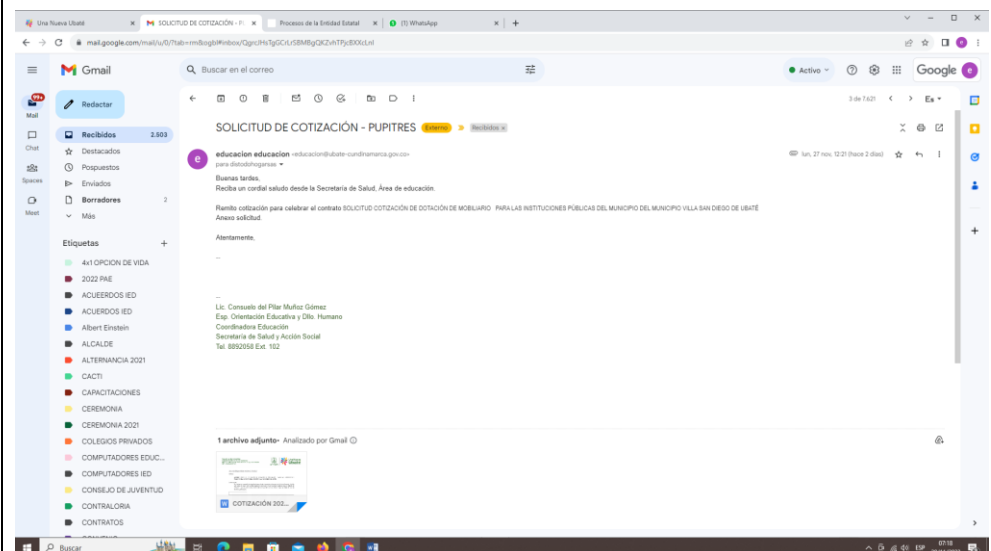 Una Nueva Ubaté
SOLICITUD DE COTIZACIÓN - P
Procesos de la Entidad Estatal
(1) WhatsApp
mail.google.com/mail/u/0/?tab=rm&ogbl#inbox/
Gmail
Buscar en el correo
Activo
Google
e
99+
Mail
Chat
Spaces
Meet
Redactar
Recibidos 2.503
Destacados
Pospuestos
Enviados
Borradores 2
Más
Etiquetas
4x1 OPCION DE VIDA
2022 PAE
ACUEERDOS IED
ACUERDOS IED
Albert Einstein
ALCALDE
ALTERNANCIA 2021
CACTI
CAPACITACIONES
CEREMONIA
CEREMONIA 2021
COLEGIOS PRIVADOS
COMPUTADORES EDUC...
COMPUTADORES IED
CONSEJO DE JUVENTUD
CONTRALORIA
CONTRATOS
3 de 7.621
Es
SOLICITUD DE COTIZACIÓN - PUPITRES Externo Recibidos x
e
educacion educacion <educacion@ubate-cundinamarca.gov.co>
lun, 27 nov, 12:21 (hace 2 días)
para distodohogarsas
Buenas tardes,
Reciba un cordial saludo desde la Secretaría de Salud, Área de educación.
Remito cotización para celebrar el contrato SOLICITUD COTIZACIÓN DE DOTACIÓN DE MOBILIARIO PARA LAS INSTITUCIONES PÚBLICAS DEL MUNICIPIO DEL MUNICIPIO VILLA SAN DIEGO DE UBATÉ
Anexo solicitud.
Atentamente,
--
--
Lic. Consuelo del Pilar Muñoz Gómez
Esp. Orientación Educativa y Dllo. Humano
Coordinadora Educación
Secretaría de Salud y Acción Social
Tel. 8892058 Ext. 102
1 archivo adjunto• Analizado por Gmail
W COTIZACIÓN 202...
Buscar
ESP
07:18